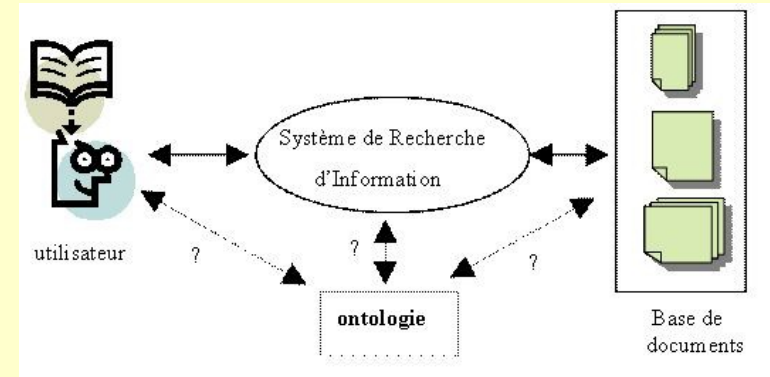 Système de Recherche
d'Information
utilisateur
?
?
?
ontologie
Base de
documents